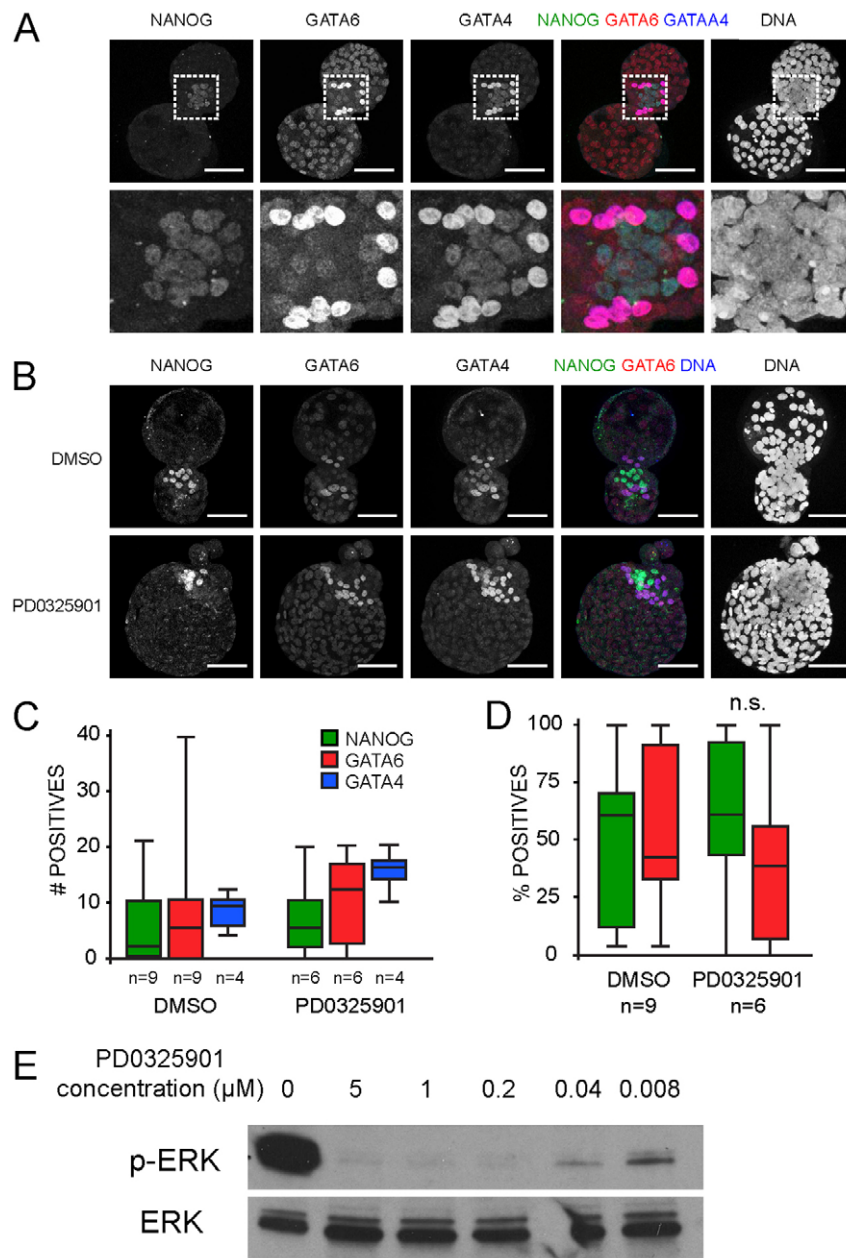 A
NANOG GATA6 GATA4 NANOG GATA6 GATAA4 DNA
B
NANOG GATA6 GATA4 NANOG GATA6 DNA DNA
DMSO
PD0325901
C
# POSITIVES
40
30
20
10
0
NANOG
GATA6
GATA4
n=9 n=9 n=4 n=6 n=6 n=4
DMSO PD0325901
D
n.s.
% POSITIVES
100
75
50
25
0
DMSO PD0325901
n=9 n=6
E
PD0325901
concentration (µM) 0 5 1 0.2 0.04 0.008
p-ERK
ERK